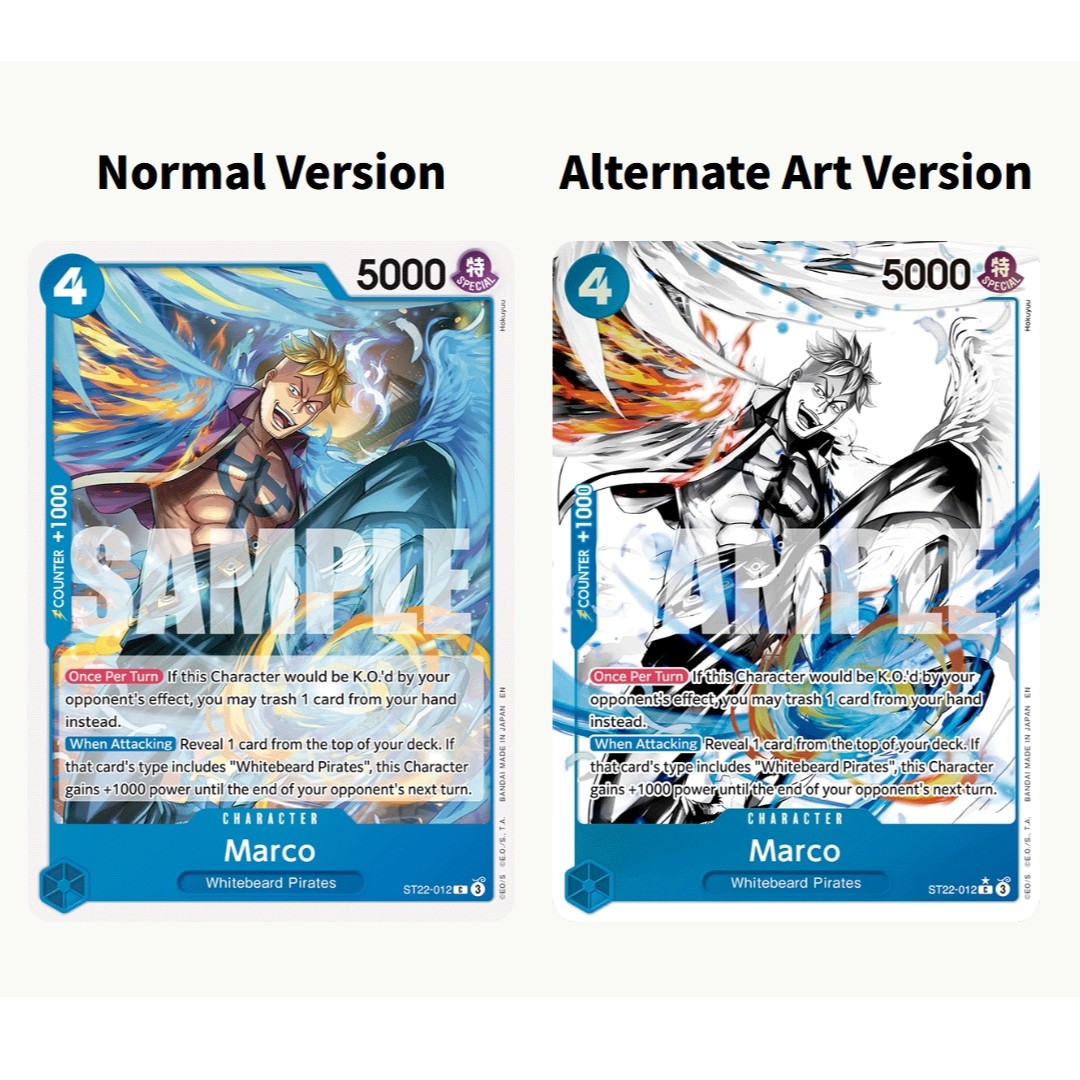 Normal Version
Alternate Art Version
4
5000
特
SPECIAL
Hokuyuu
COUNTER +1000
SAMPLE
Once Per Turn If this Character would be K.O.'d by your
opponent's effect, you may trash 1 card from your hand
instead.
When Attacking Reveal 1 card from the top of your deck. If
that card's type includes "Whitebeard Pirates", this Character
gains +1000 power until the end of your opponent's next turn.
CHARACTER
Marco
Whitebeard Pirates
ST22-012 C 3
©EO/S ©E.O./S., T.A. BANDAI MADE IN JAPAN EN
4
5000
特
SPECIAL
Hokuyuu
COUNTER +1000
SAMPLE
Once Per Turn If this Character would be K.O.'d by your
opponent's effect, you may trash 1 card from your hand
instead.
When Attacking Reveal 1 card from the top of your deck. If
that card's type includes "Whitebeard Pirates", this Character
gains +1000 power until the end of your opponent's next turn.
CHARACTER
Marco
Whitebeard Pirates
ST22-012 C 3
©EO/S ©E.O./S., T.A. BANDAI MADE IN JAPAN EN